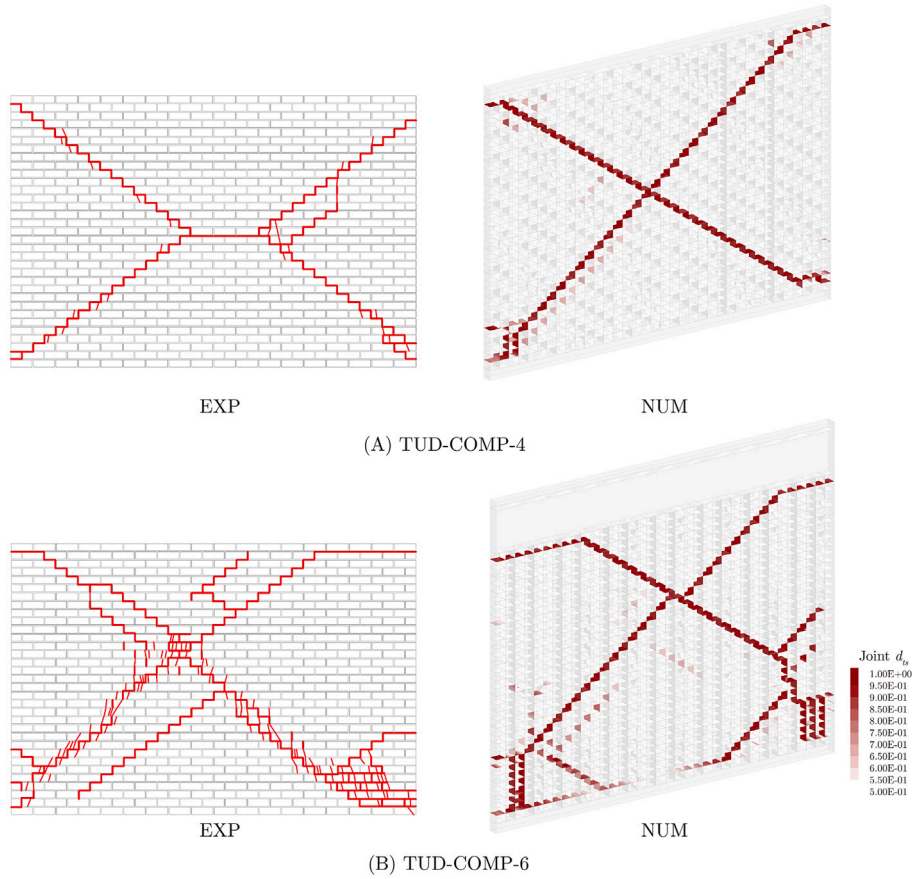 EXP
NUM
(A) TUD-COMP-4
Joint d_ts
1.00E+00
9.50E-01
9.00E-01
8.50E-01
8.00E-01
7.50E-01
7.00E-01
6.50E-01
6.00E-01
5.50E-01
5.00E-01
EXP
NUM
(B) TUD-COMP-6